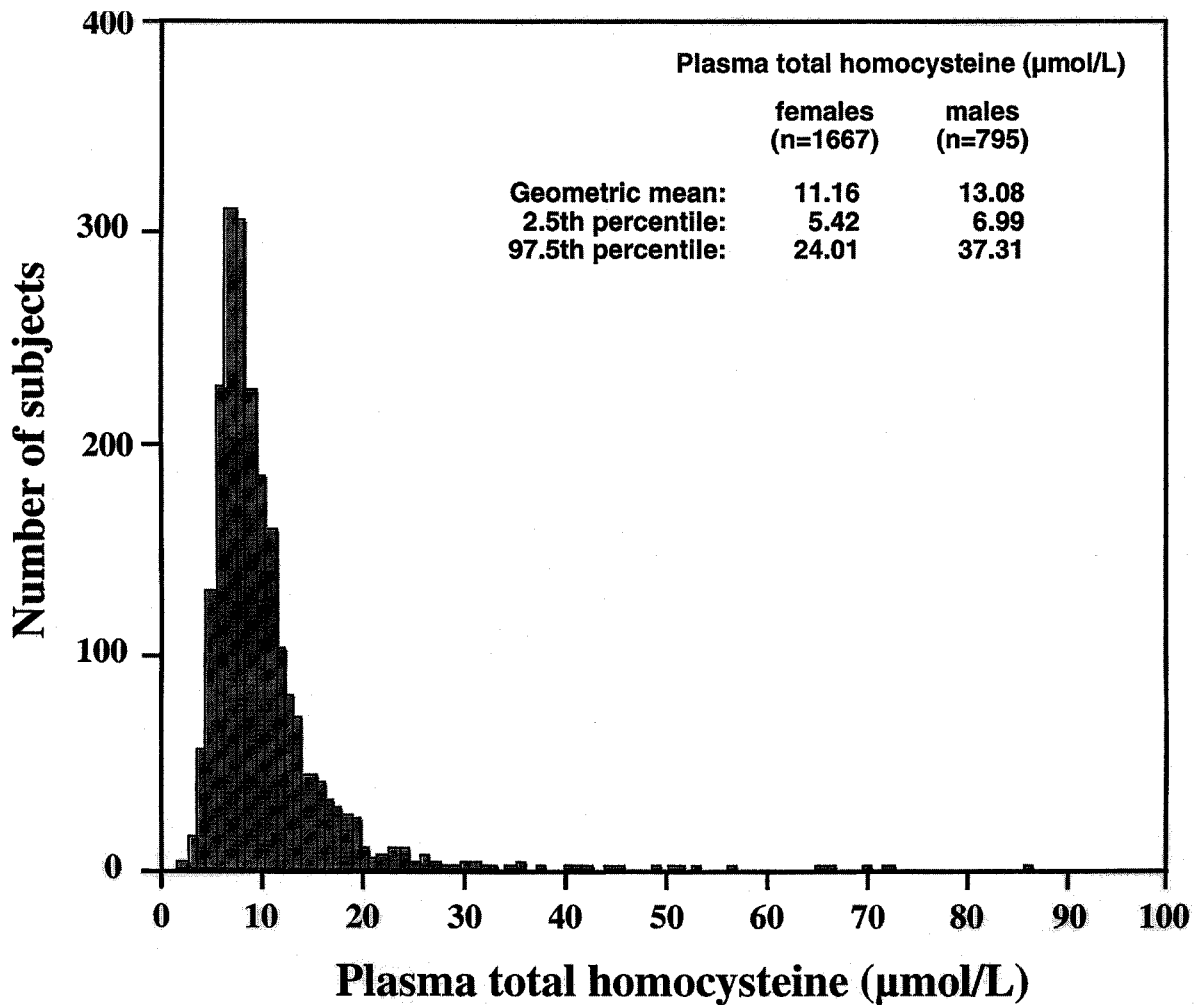 400
Plasma total homocysteine (µmol/L)
females males
(n=1667) (n=795)
Geometric mean: 11.16 13.08
2.5th percentile: 5.42 6.99
97.5th percentile: 24.01 37.31
300
200
100
0
Number of subjects
0 10 20 30 40 50 60 70 80 90 100
Plasma total homocysteine (µmol/L)